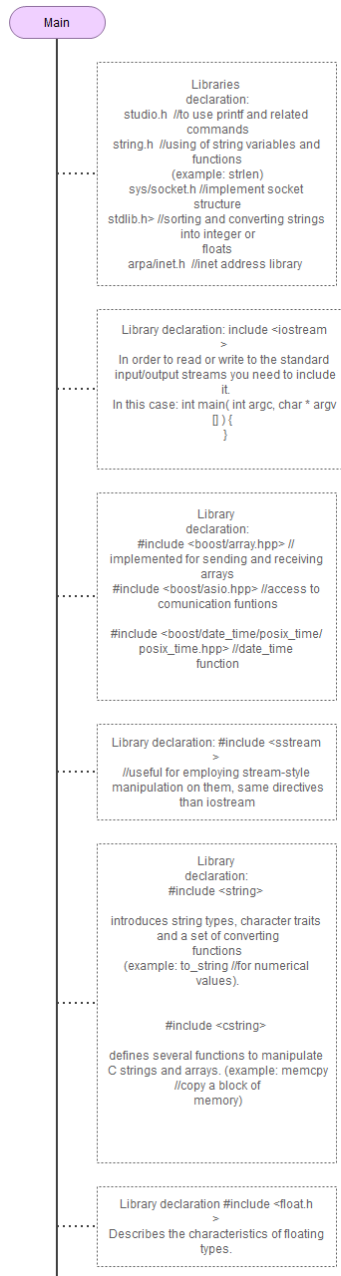 Main
Libraries
declaration:
studio.h //to use printf and related
commands
string.h //using of string variables and
functions
(example: strlen)
sys/socket.h //implement socket
structure
stdlib.h> //sorting and converting strings
into integer or
floats
arpa/inet.h //inet address library
Library declaration: include <iostream
>
In order to read or write to the standard
input/output streams you need to include
it.
In this case: int main( int argc, char * argv
[] ) {
}
Library
declaration:
#include <boost/array.hpp> //
implemented for sending and receiving
arrays
#include <boost/asio.hpp> //access to
comunication funtions
#include <boost/date_time/posix_time/
posix_time.hpp> //date_time
function
Library declaration: #include <sstream
>
//useful for employing stream-style
manipulation on them, same directives
than iostream
Library
declaration:
#include <string>
introduces string types, character traits
and a set of converting
functions
(example: to_string //for numerical
values).
#include <cstring>
defines several functions to manipulate
C strings and arrays. (example: memcpy
//copy a block of
memory)
Library declaration #include <float.h
>
Describes the characteristics of floating
types.